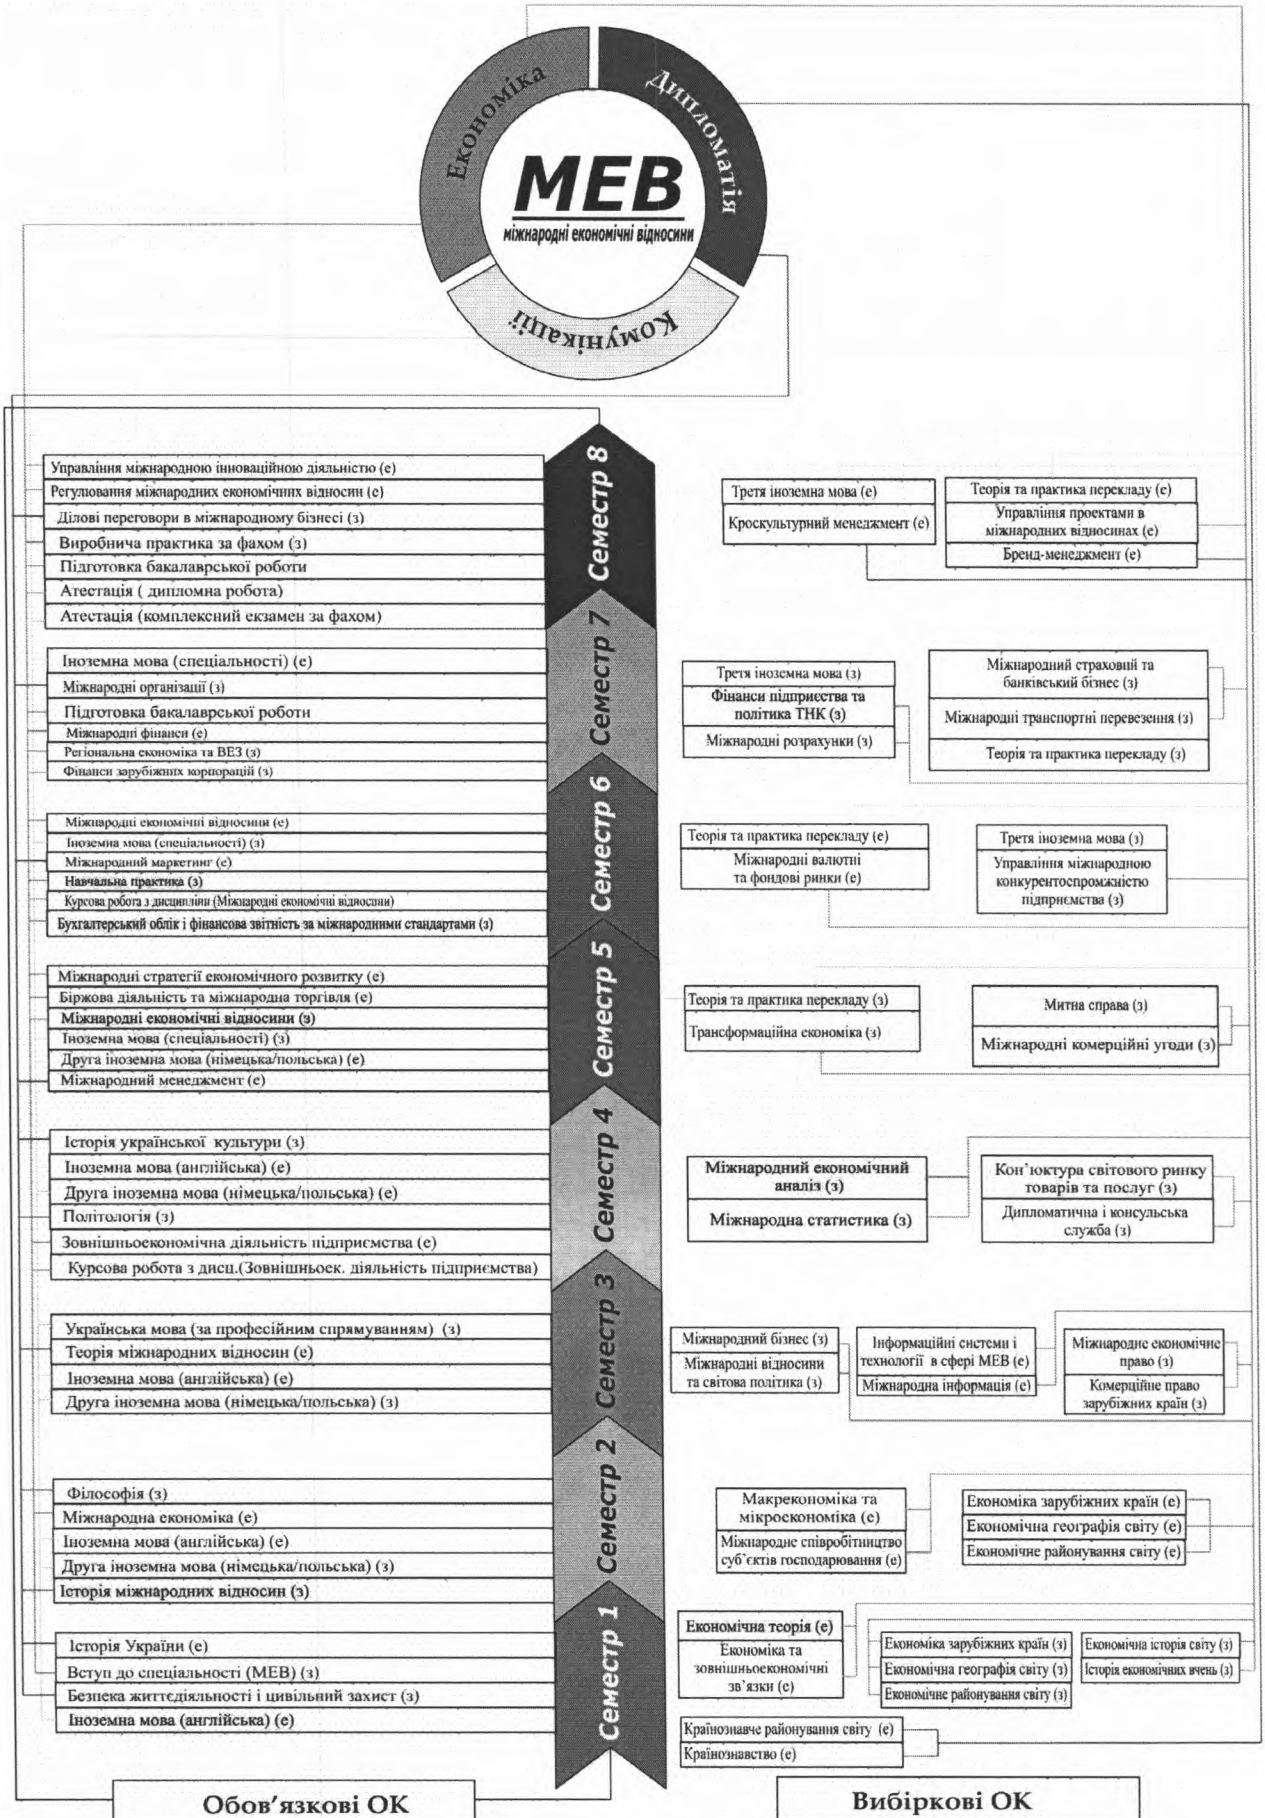 Економіка
Дипломатія
МЕВ
міжнародні економічні відносини
Комунікації
Семестр 8
Управління міжнародною інноваційною діяльністю (е)
Регулювання міжнародних економічних відносин (е)
Ділові переговори в міжнародному бізнесі (з)
Виробнича практика за фахом (з)
Підготовка бакалаврської роботи
Атестація ( дипломна робота)
Атестація (комплексний екзамен за фахом)
Третя іноземна мова (е)
Кроскультурний менеджмент (е)
Теорія та практика перекладу (е)
Управління проектами в
міжнародних відносинах (е)
Бренд-менеджмент (е)
Семестр 7
Іноземна мова (спеціальності) (е)
Міжнародні організації (з)
Підготовка бакалаврської роботи
Міжнародні фінанси (е)
Регіональна економіка та ВЕЗ (з)
Фінанси зарубіжних корпорацій (з)
Третя іноземна мова (з)
Фінанси підприєства та
політика ТНК (з)
Міжнародні розрахунки (з)
Міжнародний страховий та
банківський бізнес (з)
Міжнародні транспортні перевезення (з)
Теорія та практика перекладу (з)
Семестр 6
Міжнародні економічні відносини (е)
Іноземна мова (спеціальності) (з)
Міжнародний маркетинг (е)
Навчальна практика (з)
Курсова робота з дисципліни (Міжнародні економічні відносини)
Бухгалтерський облік і фінансова звітність за міжнародними стандартами (з)
Теорія та практика перекладу (е)
Міжнародні валютні
та фондові ринки (е)
Третя іноземна мова (з)
Управління міжнародною
конкурентоспромжністю
підприємства (з)
Семестр 5
Міжнародні стратегії економічного розвитку (е)
Біржова діяльність та міжнародна торгівля (е)
Міжнародні економічні відносини (з)
Іноземна мова (спеціальності) (з)
Друга іноземна мова (німецька/польська) (е)
Міжнародний менеджмент (е)
Теорія та практика перекладу (з)
Трансформаційна економіка (з)
Митна справа (з)
Міжнародні комерційні угоди (з)
Семестр 4
Історія української культури (з)
Іноземна мова (англійська) (е)
Друга іноземна мова (німецька/польська) (е)
Політологія (з)
Зовнішньоекономічна діяльність підприємства (е)
Курсова робота з дисц.(Зовнішньоек. діяльність підприємства)
Міжнародний економічний
аналіз (з)
Міжнародна статистика (з)
Кон’юктура світового ринку
товарів та послуг (з)
Дипломатична і консульська
служба (з)
Семестр 3
Українська мова (за професійним спрямуванням) (з)
Теорія міжнародних відносин (е)
Іноземна мова (англійська) (е)
Друга іноземна мова (німецька/польська) (з)
Міжнародний бізнес (з)
Міжнародні відносини
та світова політика (з)
Інформаційні системи і
технології в сфері МЕВ (е)
Міжнародна інформація (е)
Міжнародне економічне
право (з)
Комерційне право
зарубіжних країн (з)
Семестр 2
Філософія (з)
Міжнародна економіка (е)
Іноземна мова (англійська) (е)
Друга іноземна мова (німецька/польська) (з)
Історія міжнародних відносин (з)
Макрекономіка та
мікроекономіка (е)
Міжнародне співробітництво
суб’єктів господарювання (е)
Економіка зарубіжних країн (е)
Економічна географія світу (е)
Економічне районування світу (е)
Семестр 1
Історія України (е)
Вступ до спеціальності (МЕВ) (з)
Безпека життєдіяльності і цивільний захист (з)
Іноземна мова (англійська) (е)
Економічна теорія (е)
Економіка та
зовнішньоекономічні
зв’язки (е)
Економіка зарубіжних країн (з)
Економічна географія світу (з)
Економічне районування світу (з)
Економічна історія світу (з)
Історія економічних вчень (з)
Країнознавче районування світу (е)
Країнознавство (е)
Обов’язкові ОК
Вибіркові ОК